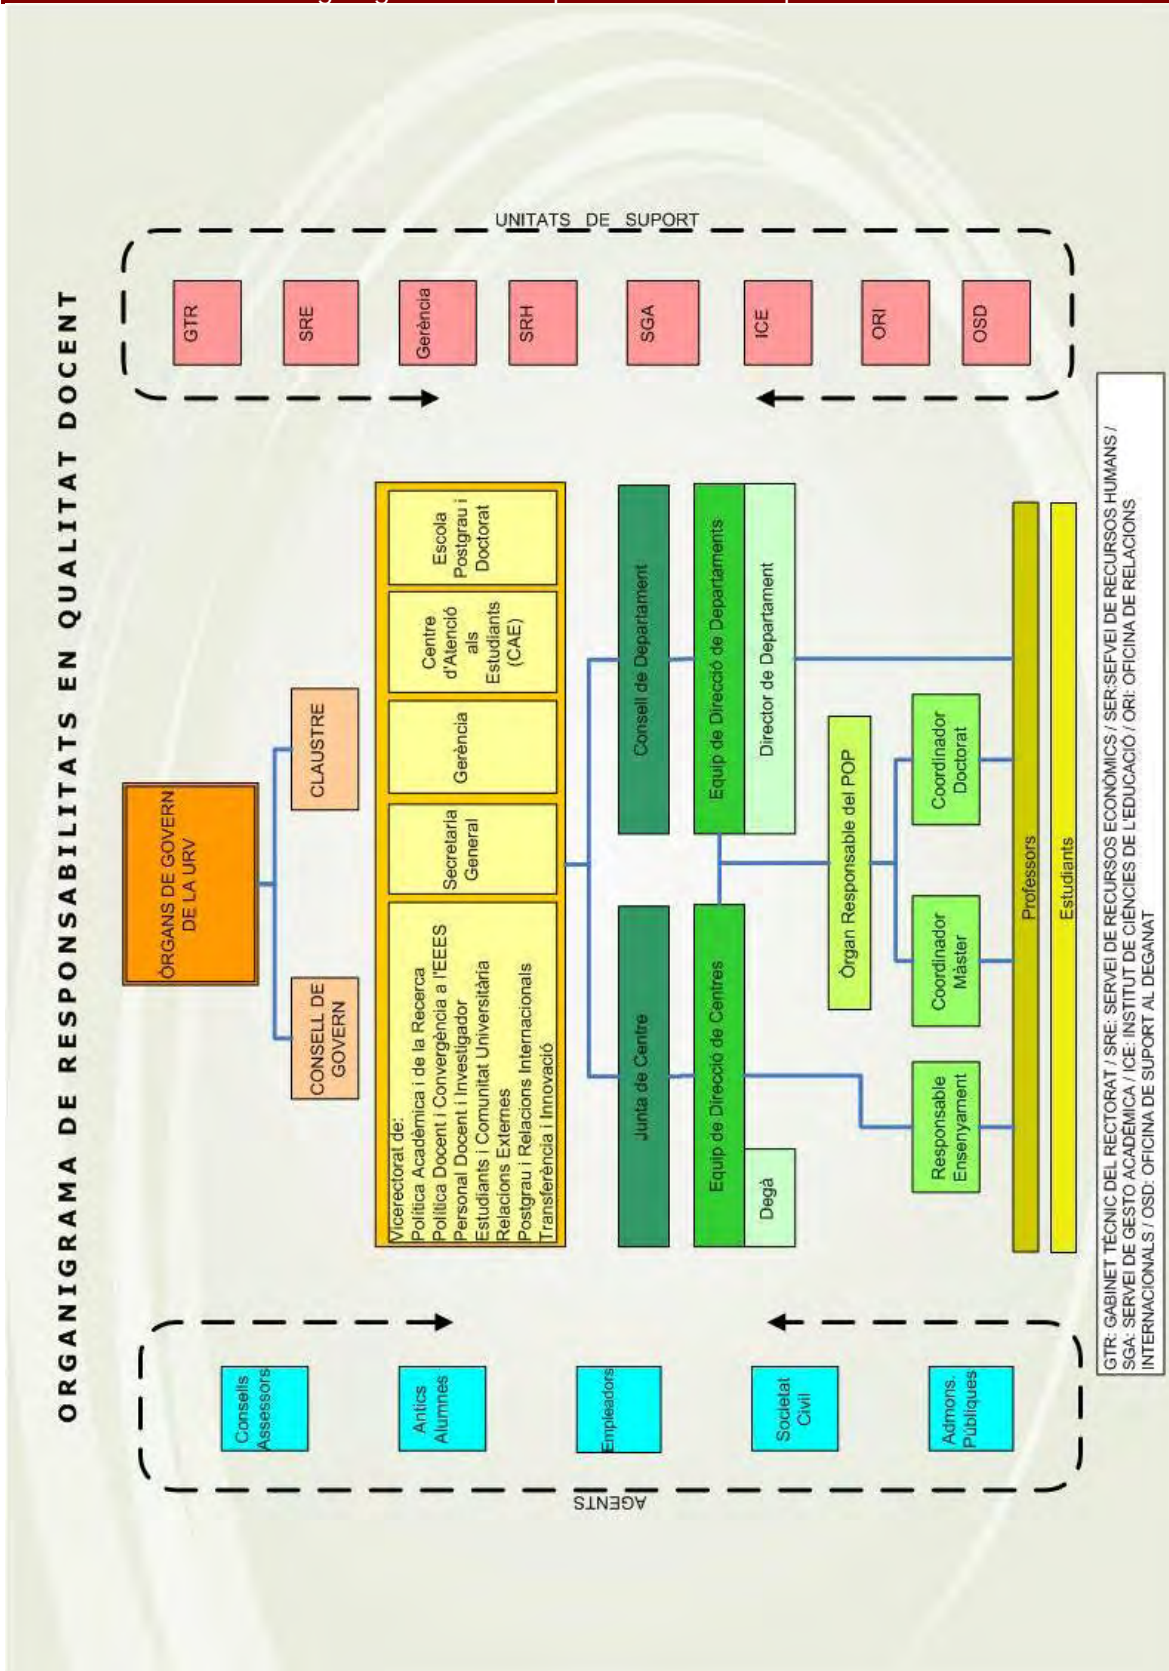 ORGANIGRAMA DE RESPONSABILITATS EN QUALITAT DOCENT
ÒRGANS DE GOVERN
DE LA URV
CONSELL DE
GOVERN
CLAUSTRE
Vicerectorat de:
Política Acadèmica i de la Recerca
Política Docent i Convergència a l'EEES
Personal Docent i Investigador
Estudiants i Comunitat Universitària
Relacions Externes
Postgrau i Relacions Internacionals
Transferència i Innovació
Secretaria
General
Gerència
Centre
d'Atenció
als
Estudiants
(CAE)
Escola
Postgrau i
Doctorat
Junta de Centre
Consell de Departament
Equip de Direcció de Centres
Degà
Equip de Direcció de Departaments
Director de Departament
Òrgan Responsable del POP
Responsable
Ensenyament
Coordinador
Màster
Coordinador
Doctorat
Professors
Estudiants
AGENTS
Consells
Assessors
Antics
Alumnes
Empleadors
Societat
Civil
Admons.
Públiques
UNITATS DE SUPORT
GTR
SRE
Gerència
SRH
SGA
ICE
ORI
OSD
GTR: GABINET TÈCNIC DEL RECTORAT / SRE: SERVEI DE RECURSOS ECONÒMICS / SER:SEFVEI DE RECURSOS HUMANS /
SGA: SERVEI DE GESTO ACADÈMICA / ICE: INSTITUT DE CIÈNCIES DE L'EDUCACIÓ / ORI: OFICINA DE RELACIONS
INTERNACIONALS / OSD: OFICINA DE SUPORT AL DEGANAT